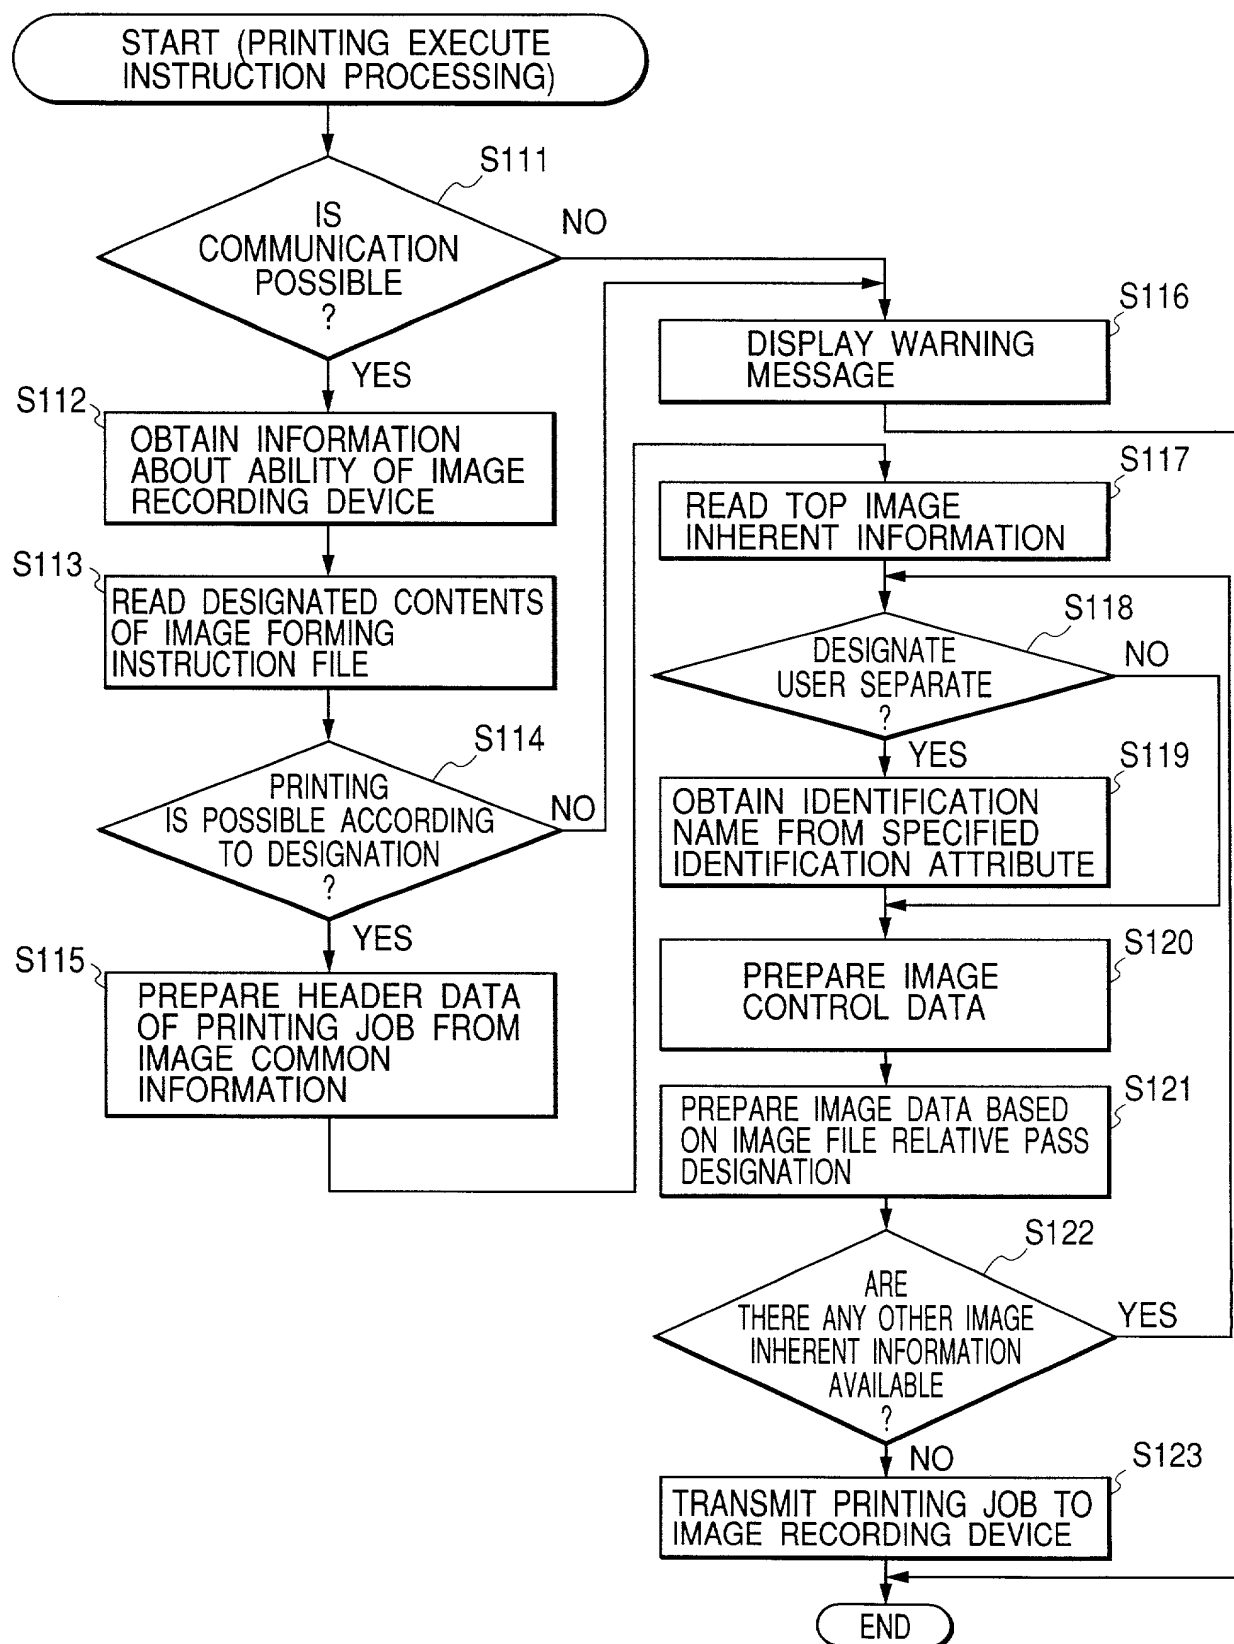 START (PRINTING EXECUTE
INSTRUCTION PROCESSING)
S111
IS
COMMUNICATION
POSSIBLE
?
NO
YES
S112
OBTAIN INFORMATION
ABOUT ABILITY OF IMAGE
RECORDING DEVICE
S113
READ DESIGNATED CONTENTS
OF IMAGE FORMING
INSTRUCTION FILE
S114
PRINTING
IS POSSIBLE ACCORDING
TO DESIGNATION
?
NO
YES
S115
PREPARE HEADER DATA
OF PRINTING JOB FROM
IMAGE COMMON
INFORMATION
S116
DISPLAY WARNING
MESSAGE
S117
READ TOP IMAGE
INHERENT INFORMATION
S118
DESIGNATE
USER SEPARATE
?
NO
YES
S119
OBTAIN IDENTIFICATION
NAME FROM SPECIFIED
IDENTIFICATION ATTRIBUTE
S120
PREPARE IMAGE
CONTROL DATA
S121
PREPARE IMAGE DATA BASED
ON IMAGE FILE RELATIVE PASS
DESIGNATION
S122
ARE
THERE ANY OTHER IMAGE
INHERENT INFORMATION
AVAILABLE
?
YES
NO
S123
TRANSMIT PRINTING JOB TO
IMAGE RECORDING DEVICE
END